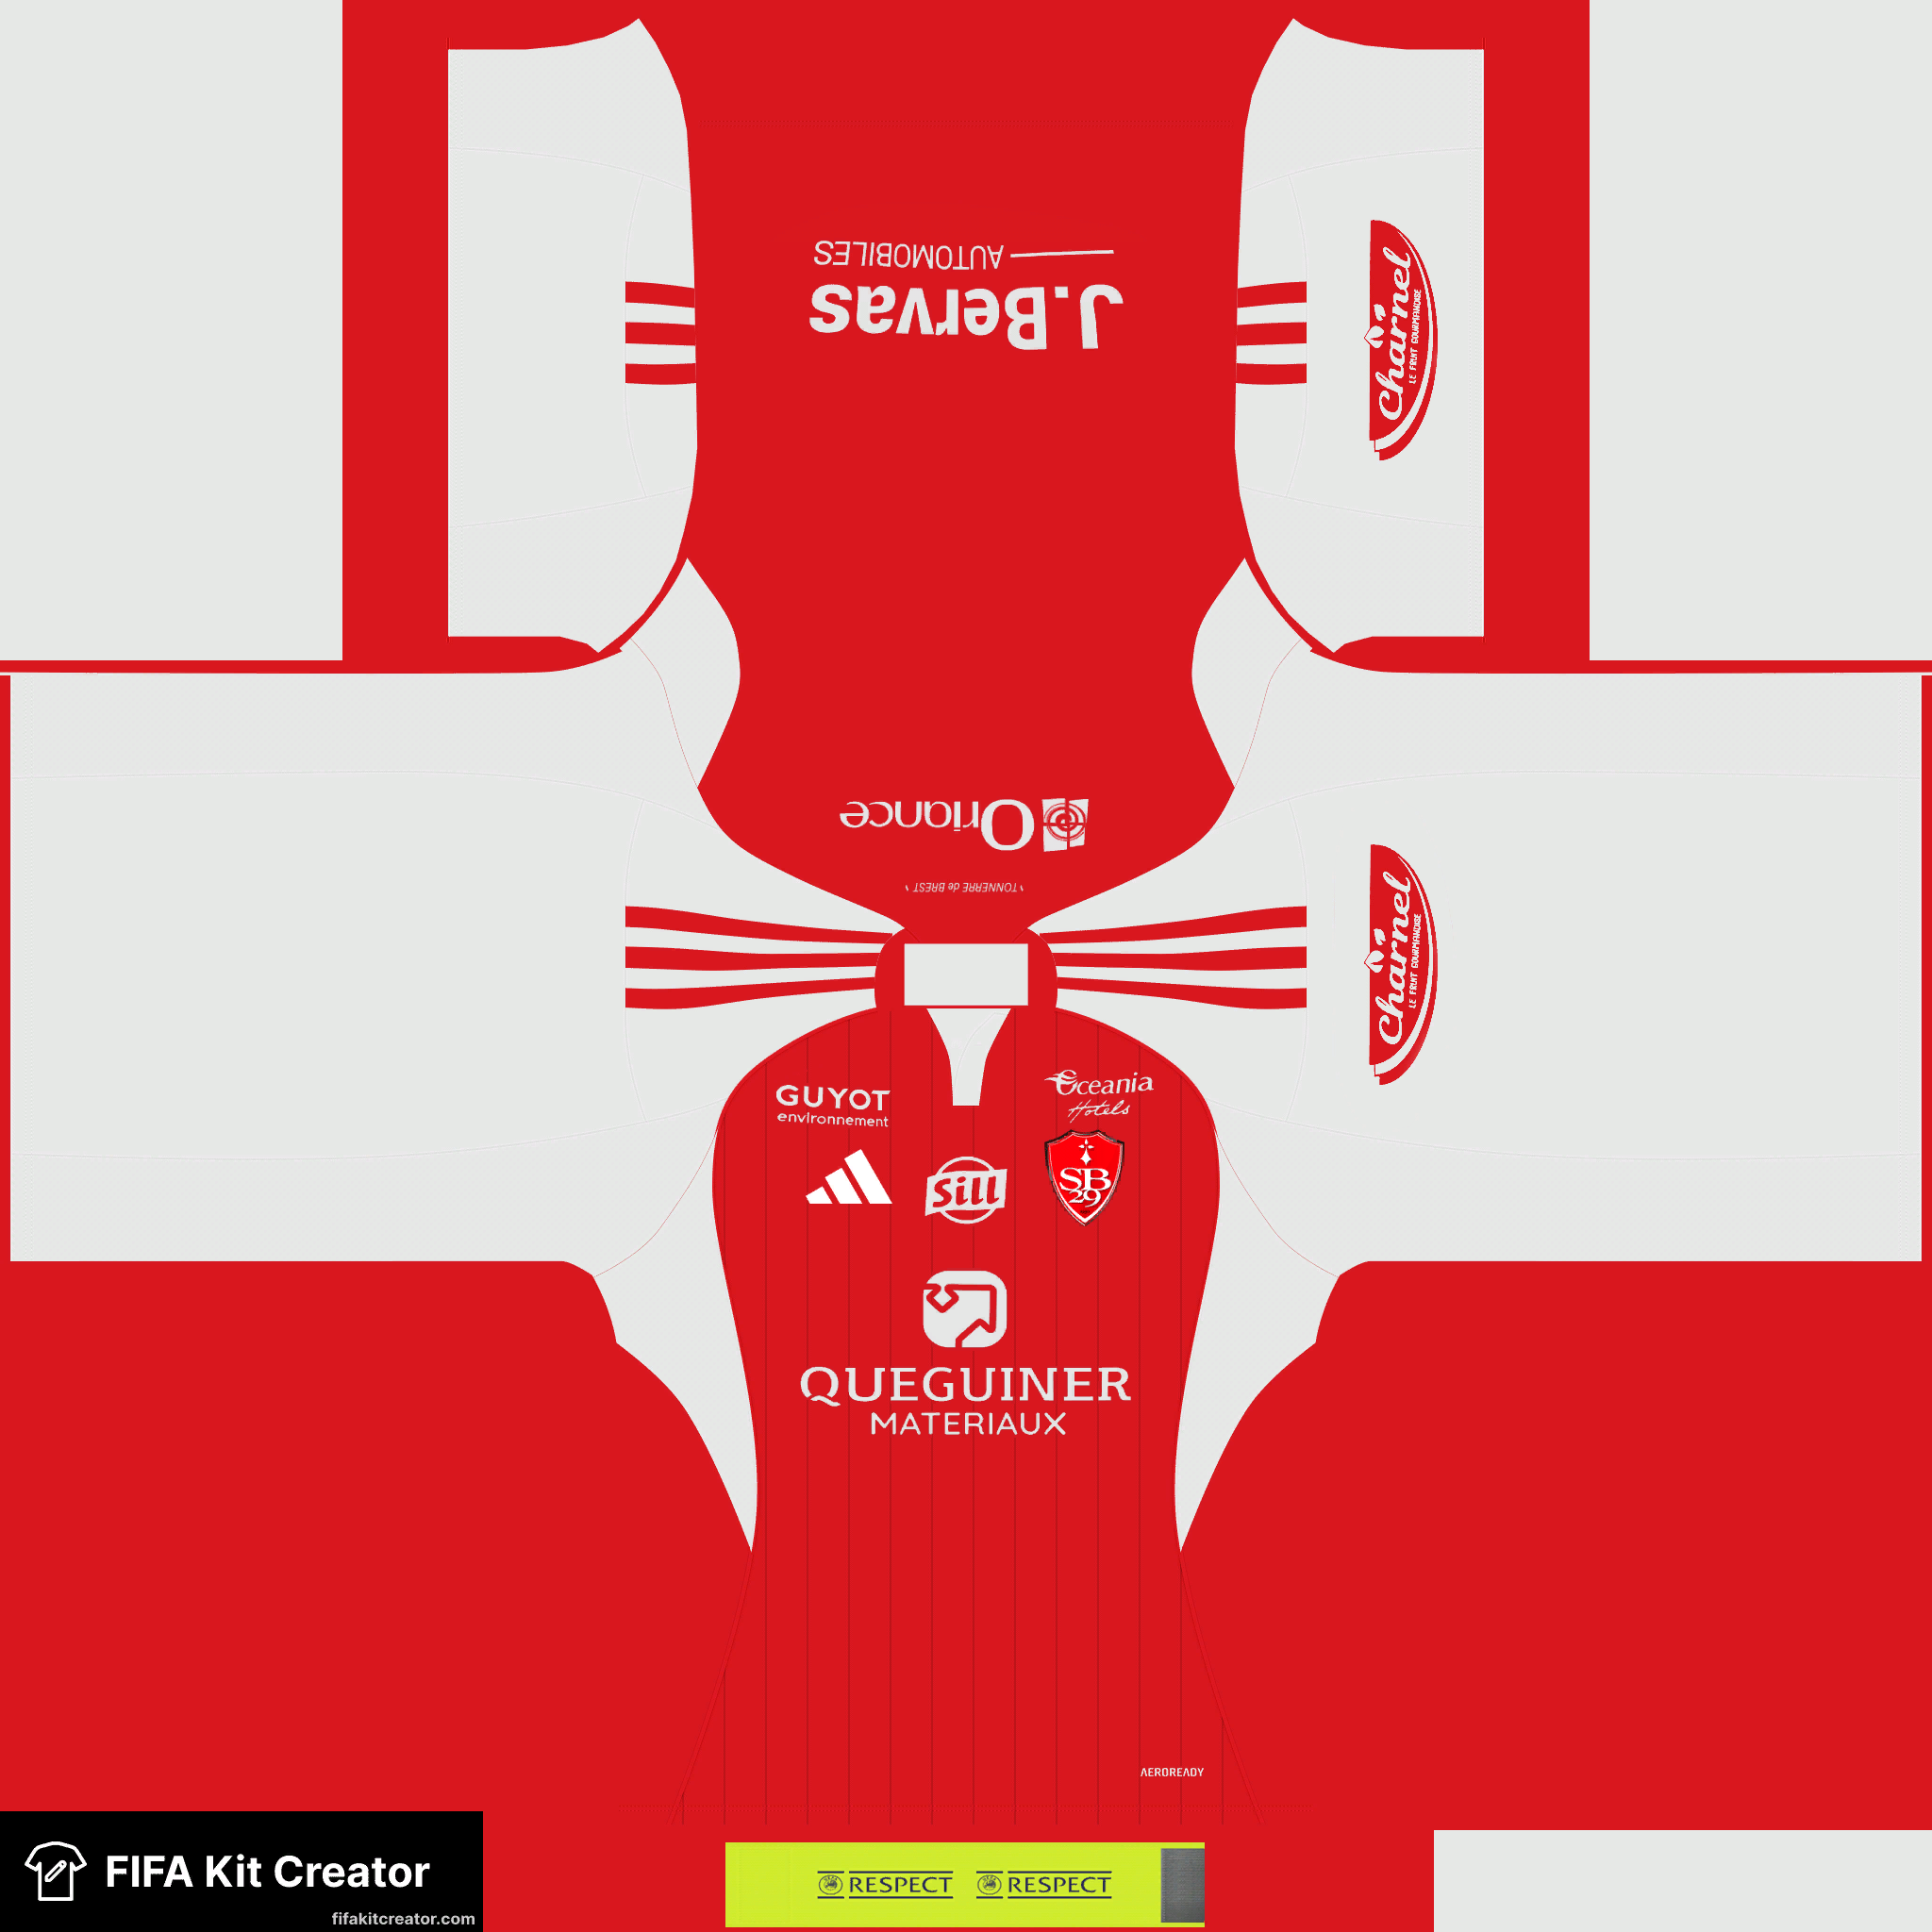 AUTOMOBILES
J.Bervas
Charnel
LE FRUIT GOURMANDISE
Oriance
TONNERRE de BREST
Charnel
LE FRUIT GOURMANDISE
GUYOT
environnement
Oceania
Hotels
Sill
SB
29
QUEGUINER
MATERIAUX
AEROREADY
FIFA Kit Creator
fifakitcreator.com
RESPECT RESPECT